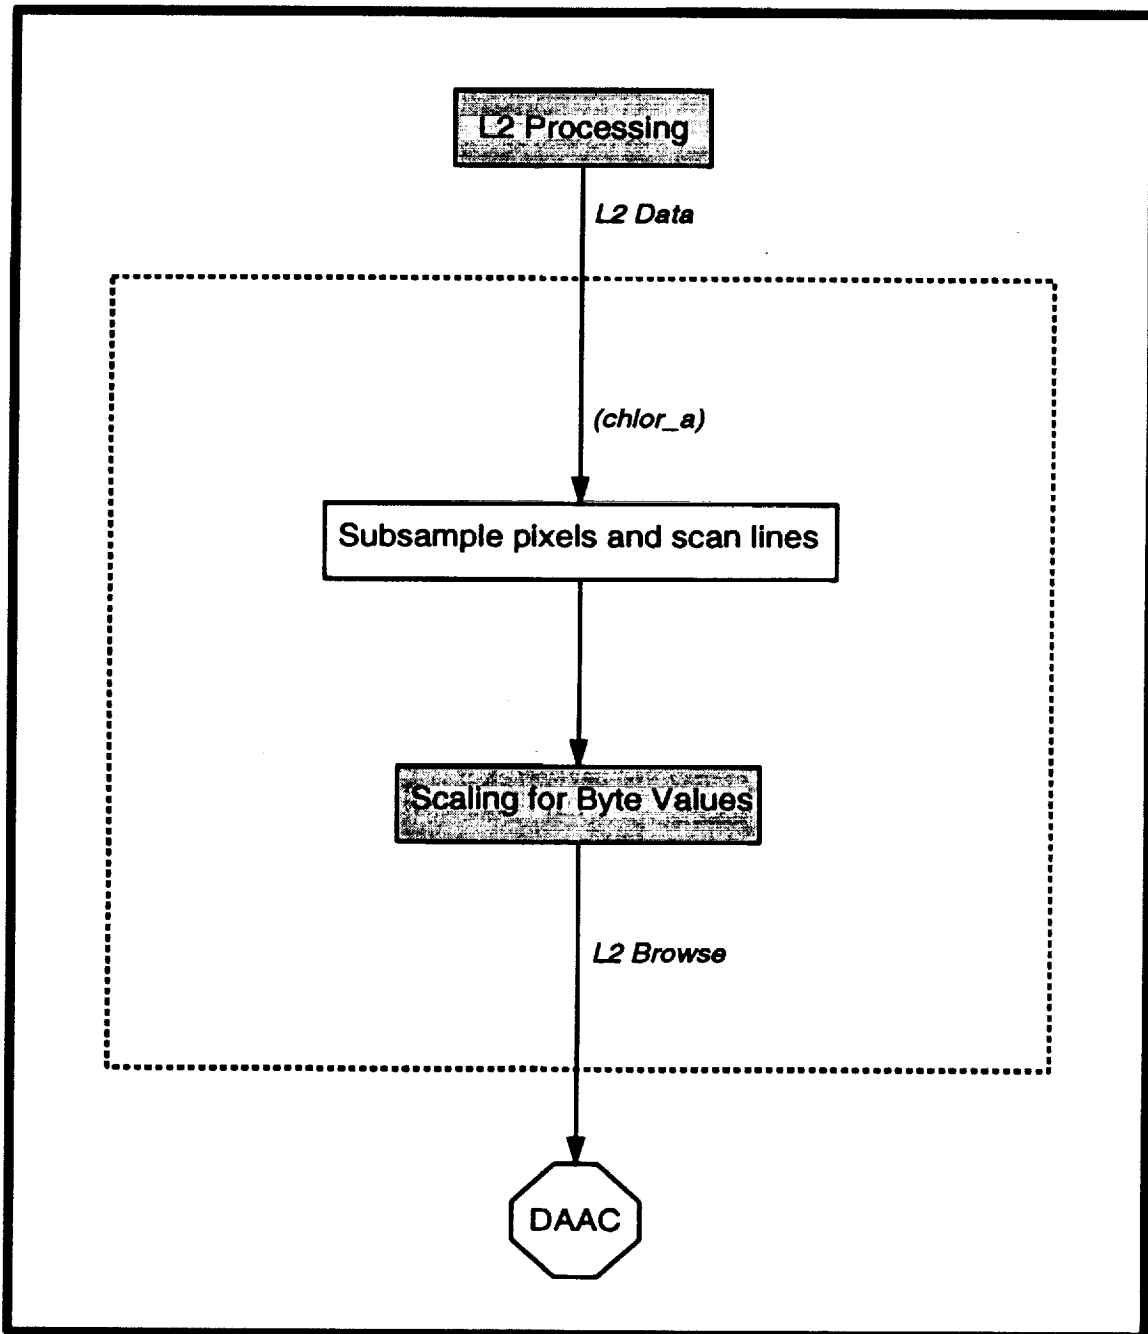 L2 Processing
L2 Data
(chlor_a)
Subsample pixels and scan lines
Scaling for Byte Values
L2 Browse
DAAC